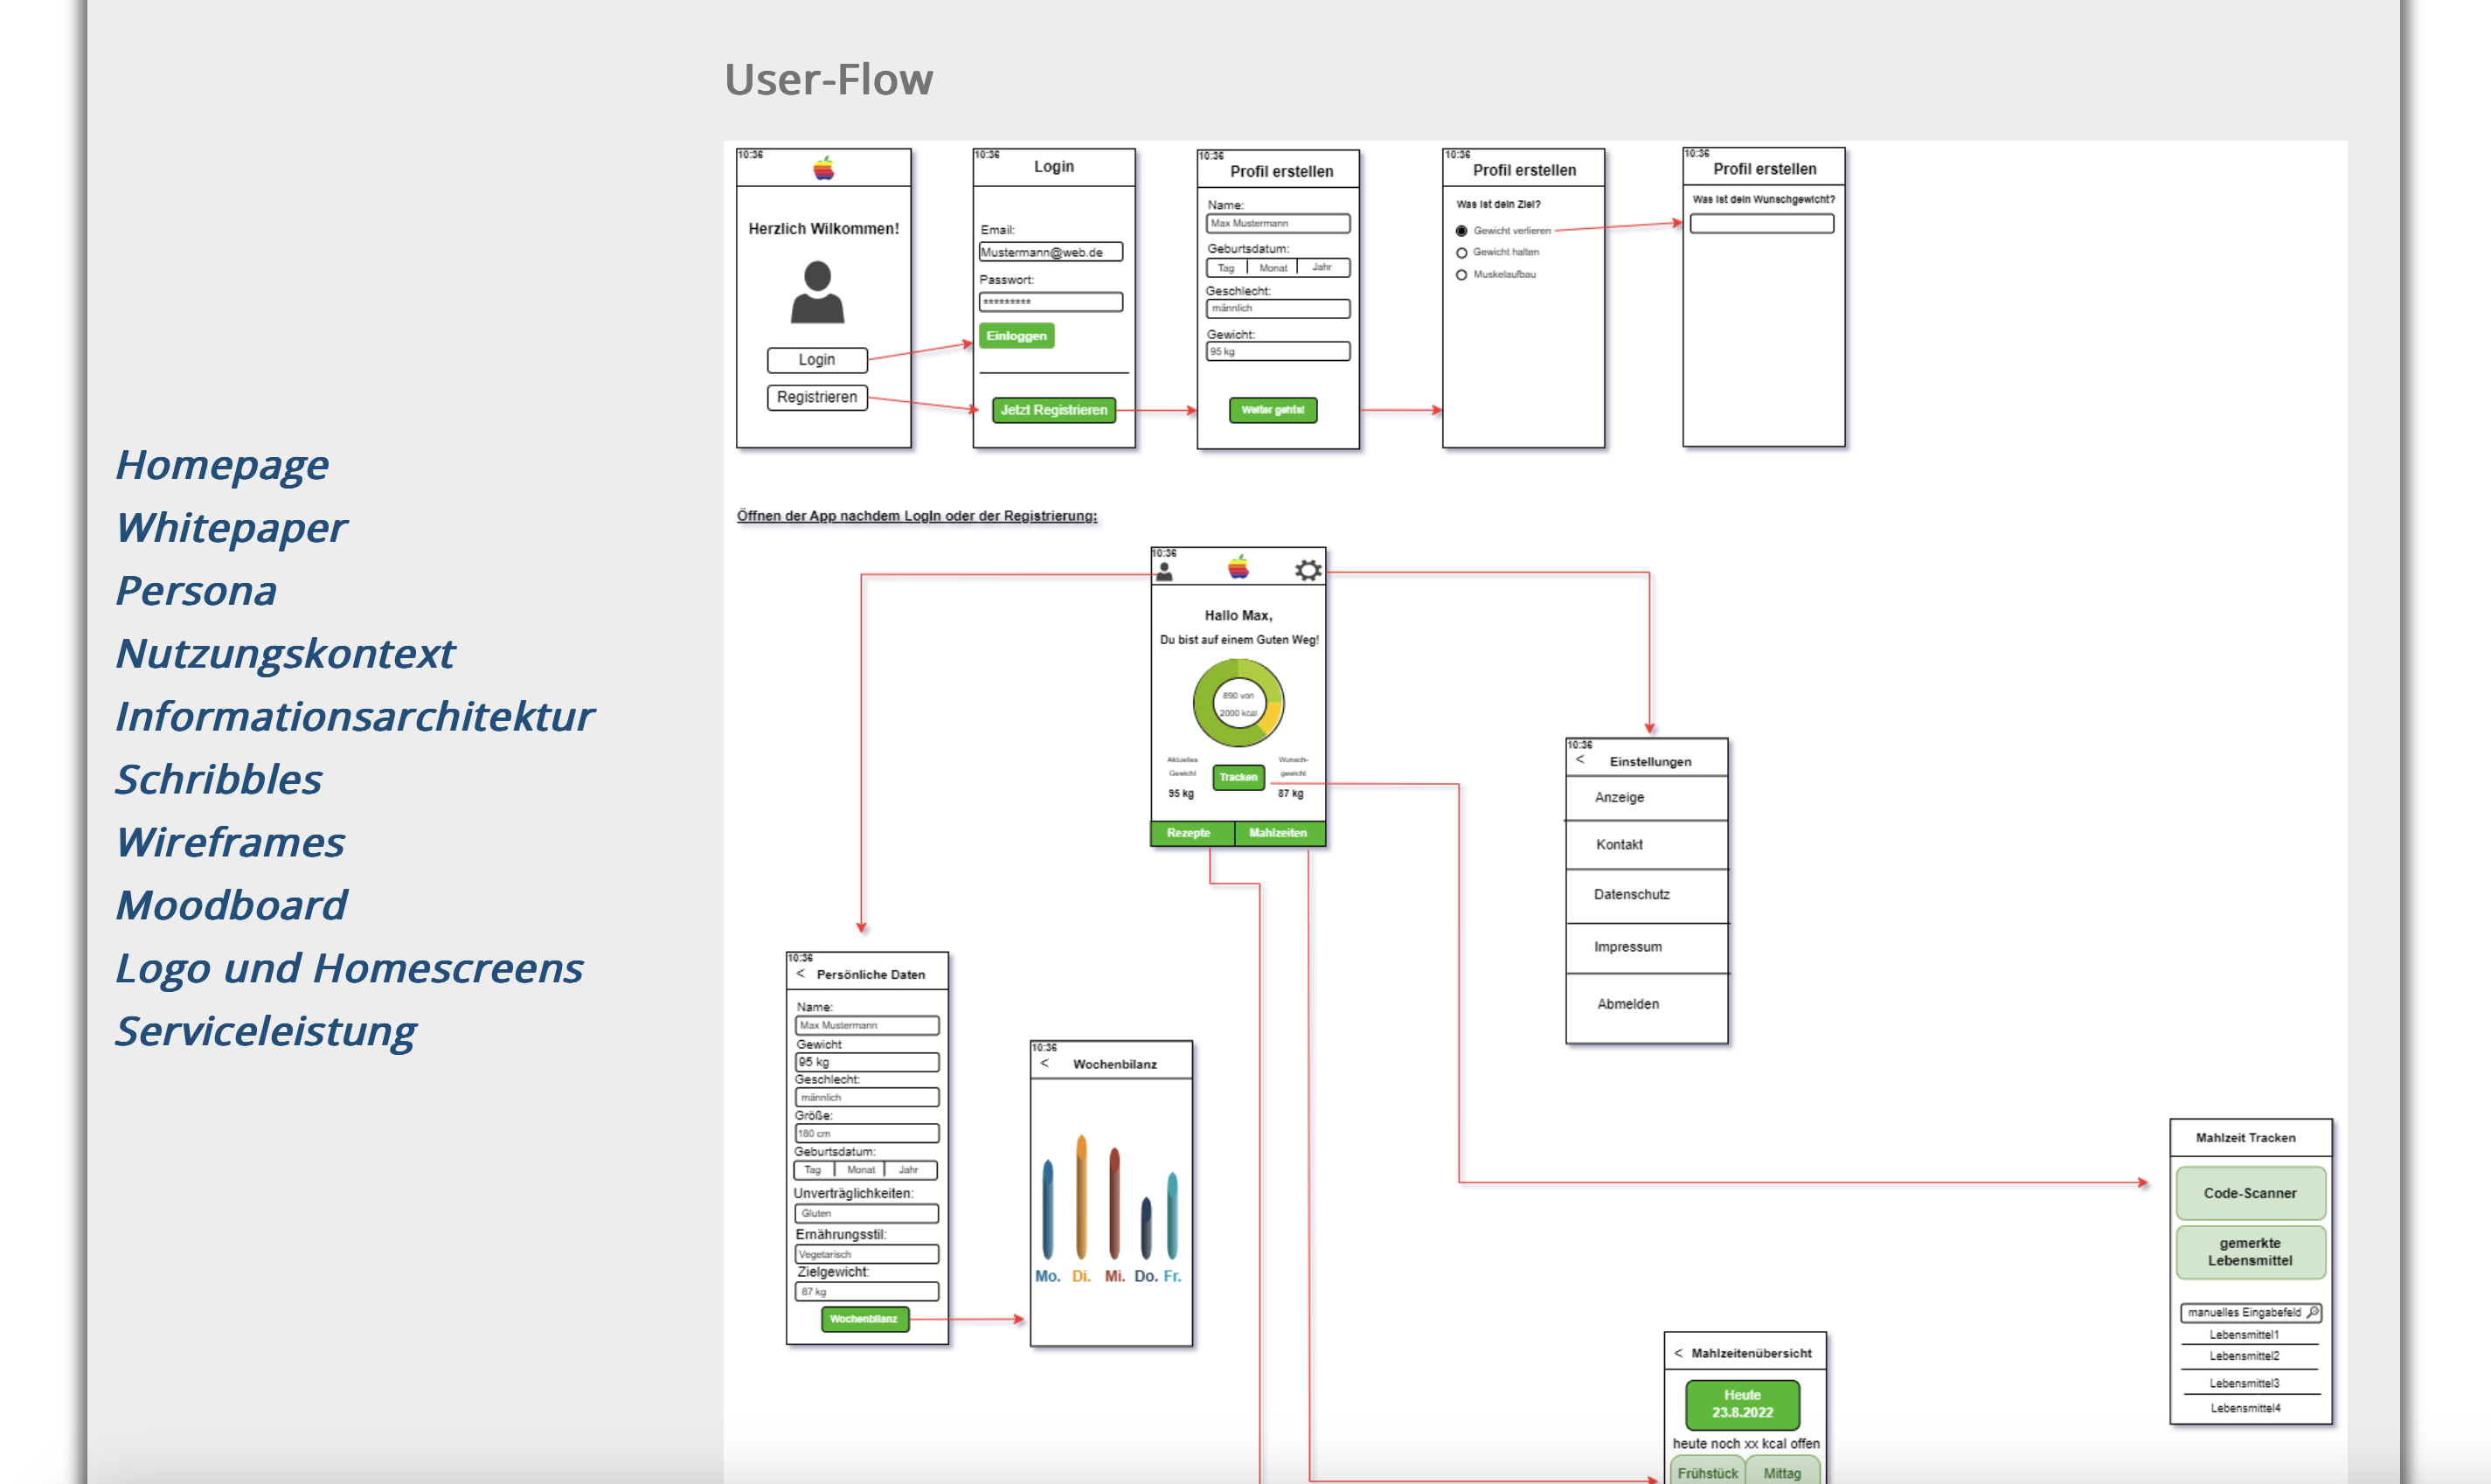 User-Flow
Homepage
Whitepaper
Persona
Nutzungskontext
Informationsarchitektur
Schribbles
Wireframes
Moodboard
Logo und Homescreens
Serviceleistung
10:36
Herzlich Wilkommen!
Login
Registrieren
10:36
Login
Email:
Mustermann@web.de
Passwort:
*********
Einloggen
Jetzt Registrieren
10:36
Profil erstellen
Name:
Max Mustermann
Geburtsdatum:
Tag Monat Jahr
Geschlecht:
männlich
Gewicht:
95 kg
Weiter gehts!
10:36
Profil erstellen
Was ist dein Ziel?
Gewicht verlieren
Gewicht halten
Muskelaufbau
10:36
Profil erstellen
Was ist dein Wunschgewicht?
Öffnen der App nachdem LogIn oder der Registrierung:
10:36
Hallo Max,
Du bist auf einem Guten Weg!
890 von
2000 kcal
Aktuelles
Gewicht
95 kg
Tracken
Wunsch-
gewicht
87 kg
Rezepte Mahlzeiten
10:36
< Einstellungen
Anzeige
Kontakt
Datenschutz
Impressum
Abmelden
10:36
< Persönliche Daten
Name:
Max Mustermann
Gewicht
95 kg
Geschlecht:
männlich
Größe:
180 cm
Geburtsdatum:
Tag Monat Jahr
Unverträglichkeiten:
Gluten
Ernährungsstil:
Vegetarisch
Zielgewicht:
87 kg
Wochenbilanz
10:36
< Wochenbilanz
Mo. Di. Mi. Do. Fr.
Mahlzeit Tracken
Code-Scanner
gemerkte
Lebensmittel
manuelles Eingabefeld
Lebensmittel1
Lebensmittel2
Lebensmittel3
Lebensmittel4
< Mahlzeitenübersicht
Heute
23.8.2022
heute noch xx kcal offen
Frühstück Mittag